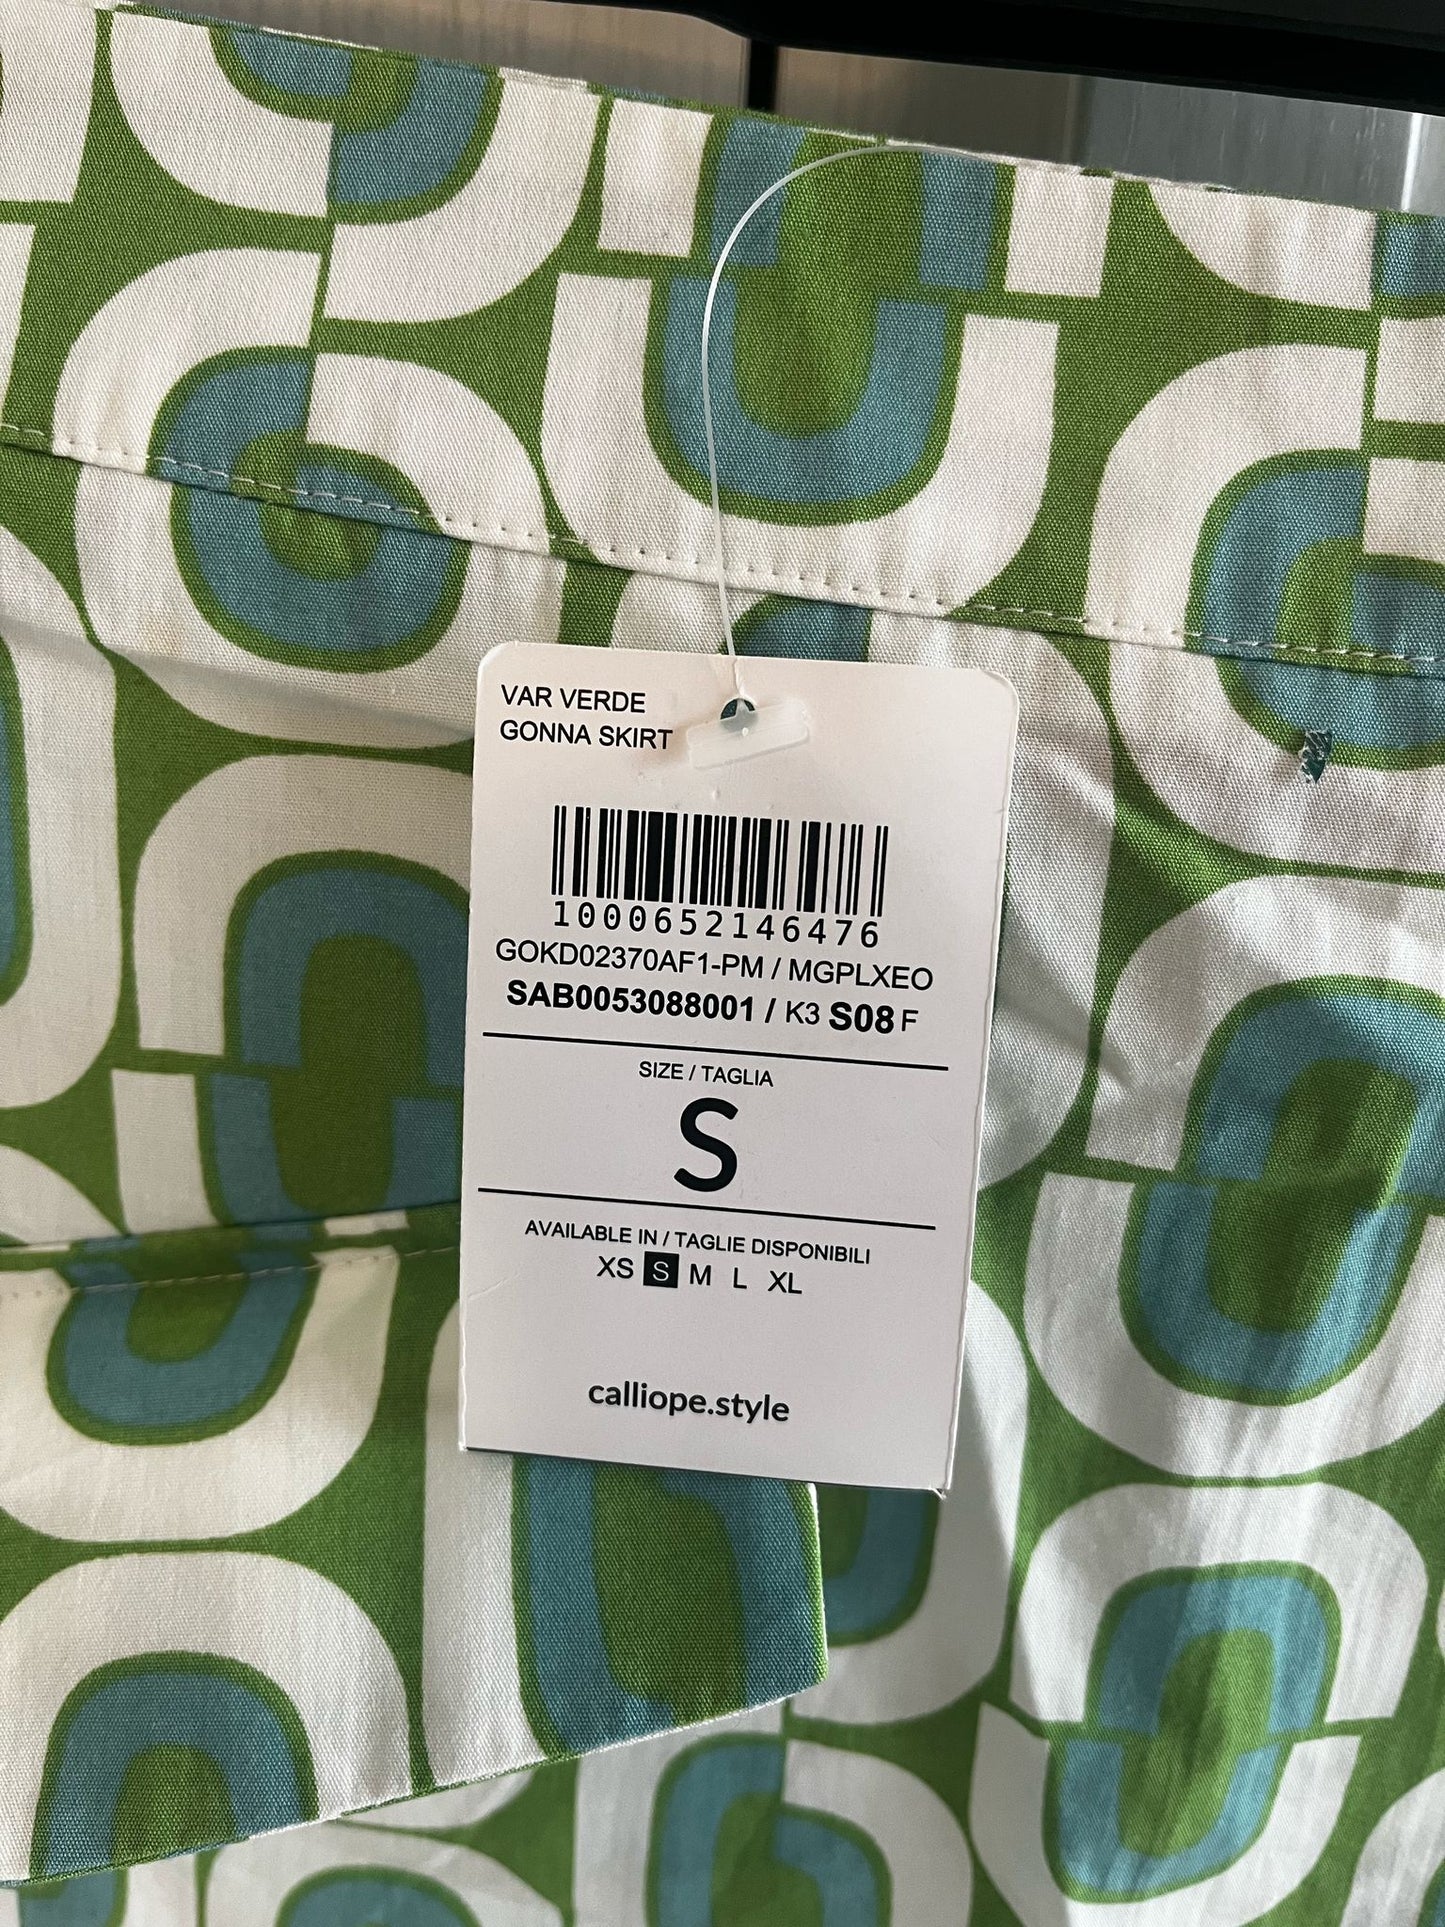 VAR VERDE
GONNA SKIRT
1000652146476
GOKD02370AF1-PM / MGPLXEO
SAB0053088001 / K3 S08 F
SIZE / TAGLIA
S
AVAILABLE IN / TAGLIE DISPONIBILI
XS S M L XL
calliope.style